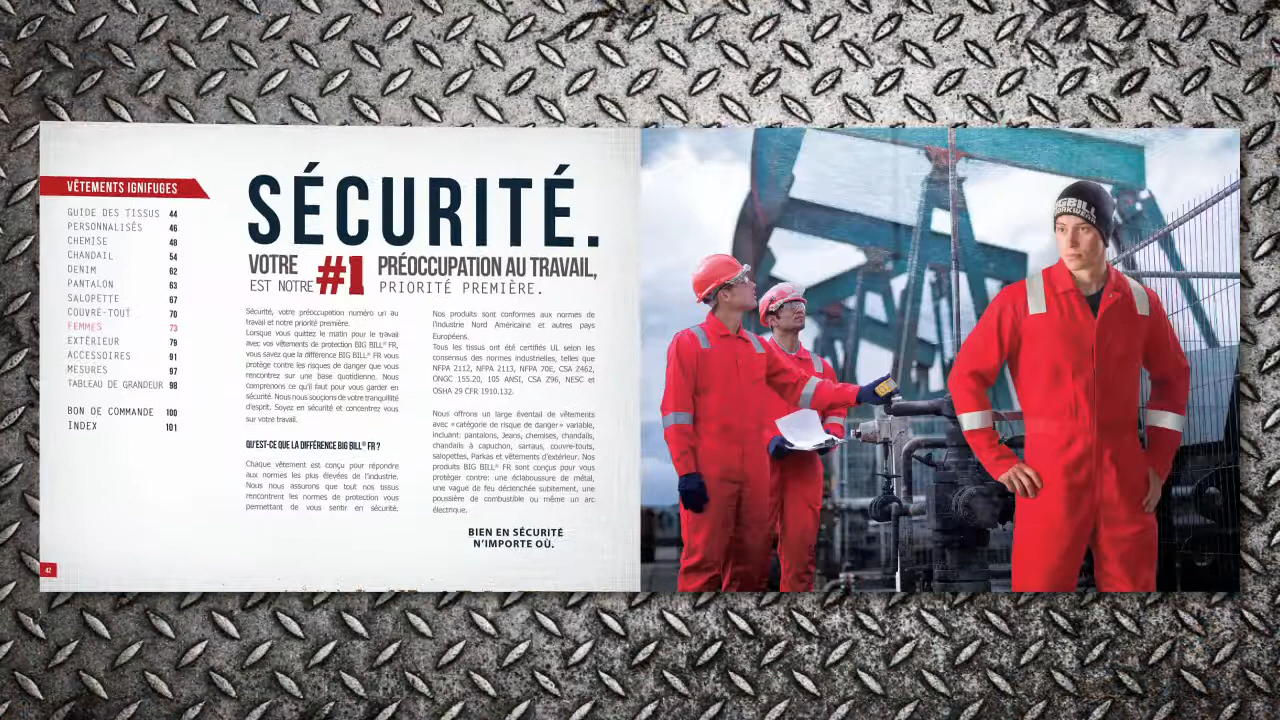 VÊTEMENTS IGNIFUGES
GUIDE DES TISSUS 44
PERSONNALISÉS 46
CHEMISE 48
CHANDAIL 54
DENIM 62
PANTALON 63
SALOPETTE 67
COUVRE-TOUT 70
FEMMES 73
EXTÉRIEUR 79
ACCESSOIRES 91
MESURES 97
TABLEAU DE GRANDEUR 98
BON DE COMMANDE 100
INDEX 101
42
SÉCURITÉ.
VOTRE #1 PRÉOCCUPATION AU TRAVAIL,
EST NOTRE PRIORITÉ PREMIÈRE.
Sécurité, votre préoccupation numéro un au
travail et notre priorité première.
Lorsque vous quittez le matin pour le travail
avec vos vêtements de protection BIG BILL® FR,
vous savez que la différence BIG BILL® FR vous
protège contre les risques de danger que vous
rencontrez sur une base quotidienne. Nous
comprenons ce qu'il faut pour vous garder en
sécurité. Nous nous soucions de votre tranquillité
d'esprit. Soyez en sécurité et concentrez vous
sur votre travail.
QU'EST-CE QUE LA DIFFÉRENCE BIG BILL® FR ?
Chaque vêtement est conçu pour répondre
aux normes les plus élevées de l'industrie.
Nous nous assurons que tout nos tissus
rencontrent les normes de protection vous
permettant de vous sentir en sécurité.
Nos produits sont conformes aux normes de
l'industrie Nord Américaine et autres pays
Européens.
Tous les tissus ont été certifiés UL selon les
consensus des normes industrielles, telles que
NFPA 2112, NFPA 2113, NFPA 70E, CSA Z462,
ONGC 155.20, 105 ANSI, CSA Z96, NESC et
OSHA 29 CFR 1910.132.
Nous offrons un large éventail de vêtements
avec «catégorie de risque de danger» variable,
incluant: pantalons, Jeans, chemises, chandails,
chandails à capuchon, sarraus, couvre-touts,
salopettes, Parkas et vêtements d'extérieur. Nos
produits BIG BILL® FR sont conçus pour vous
protéger contre: une éclaboussure de métal,
une vague de feu déclenchée subitement, une
poussière de combustible ou même un arc
électrique.
BIEN EN SÉCURITÉ
N'IMPORTE OÙ.
BIGBILL
WORKWEAR